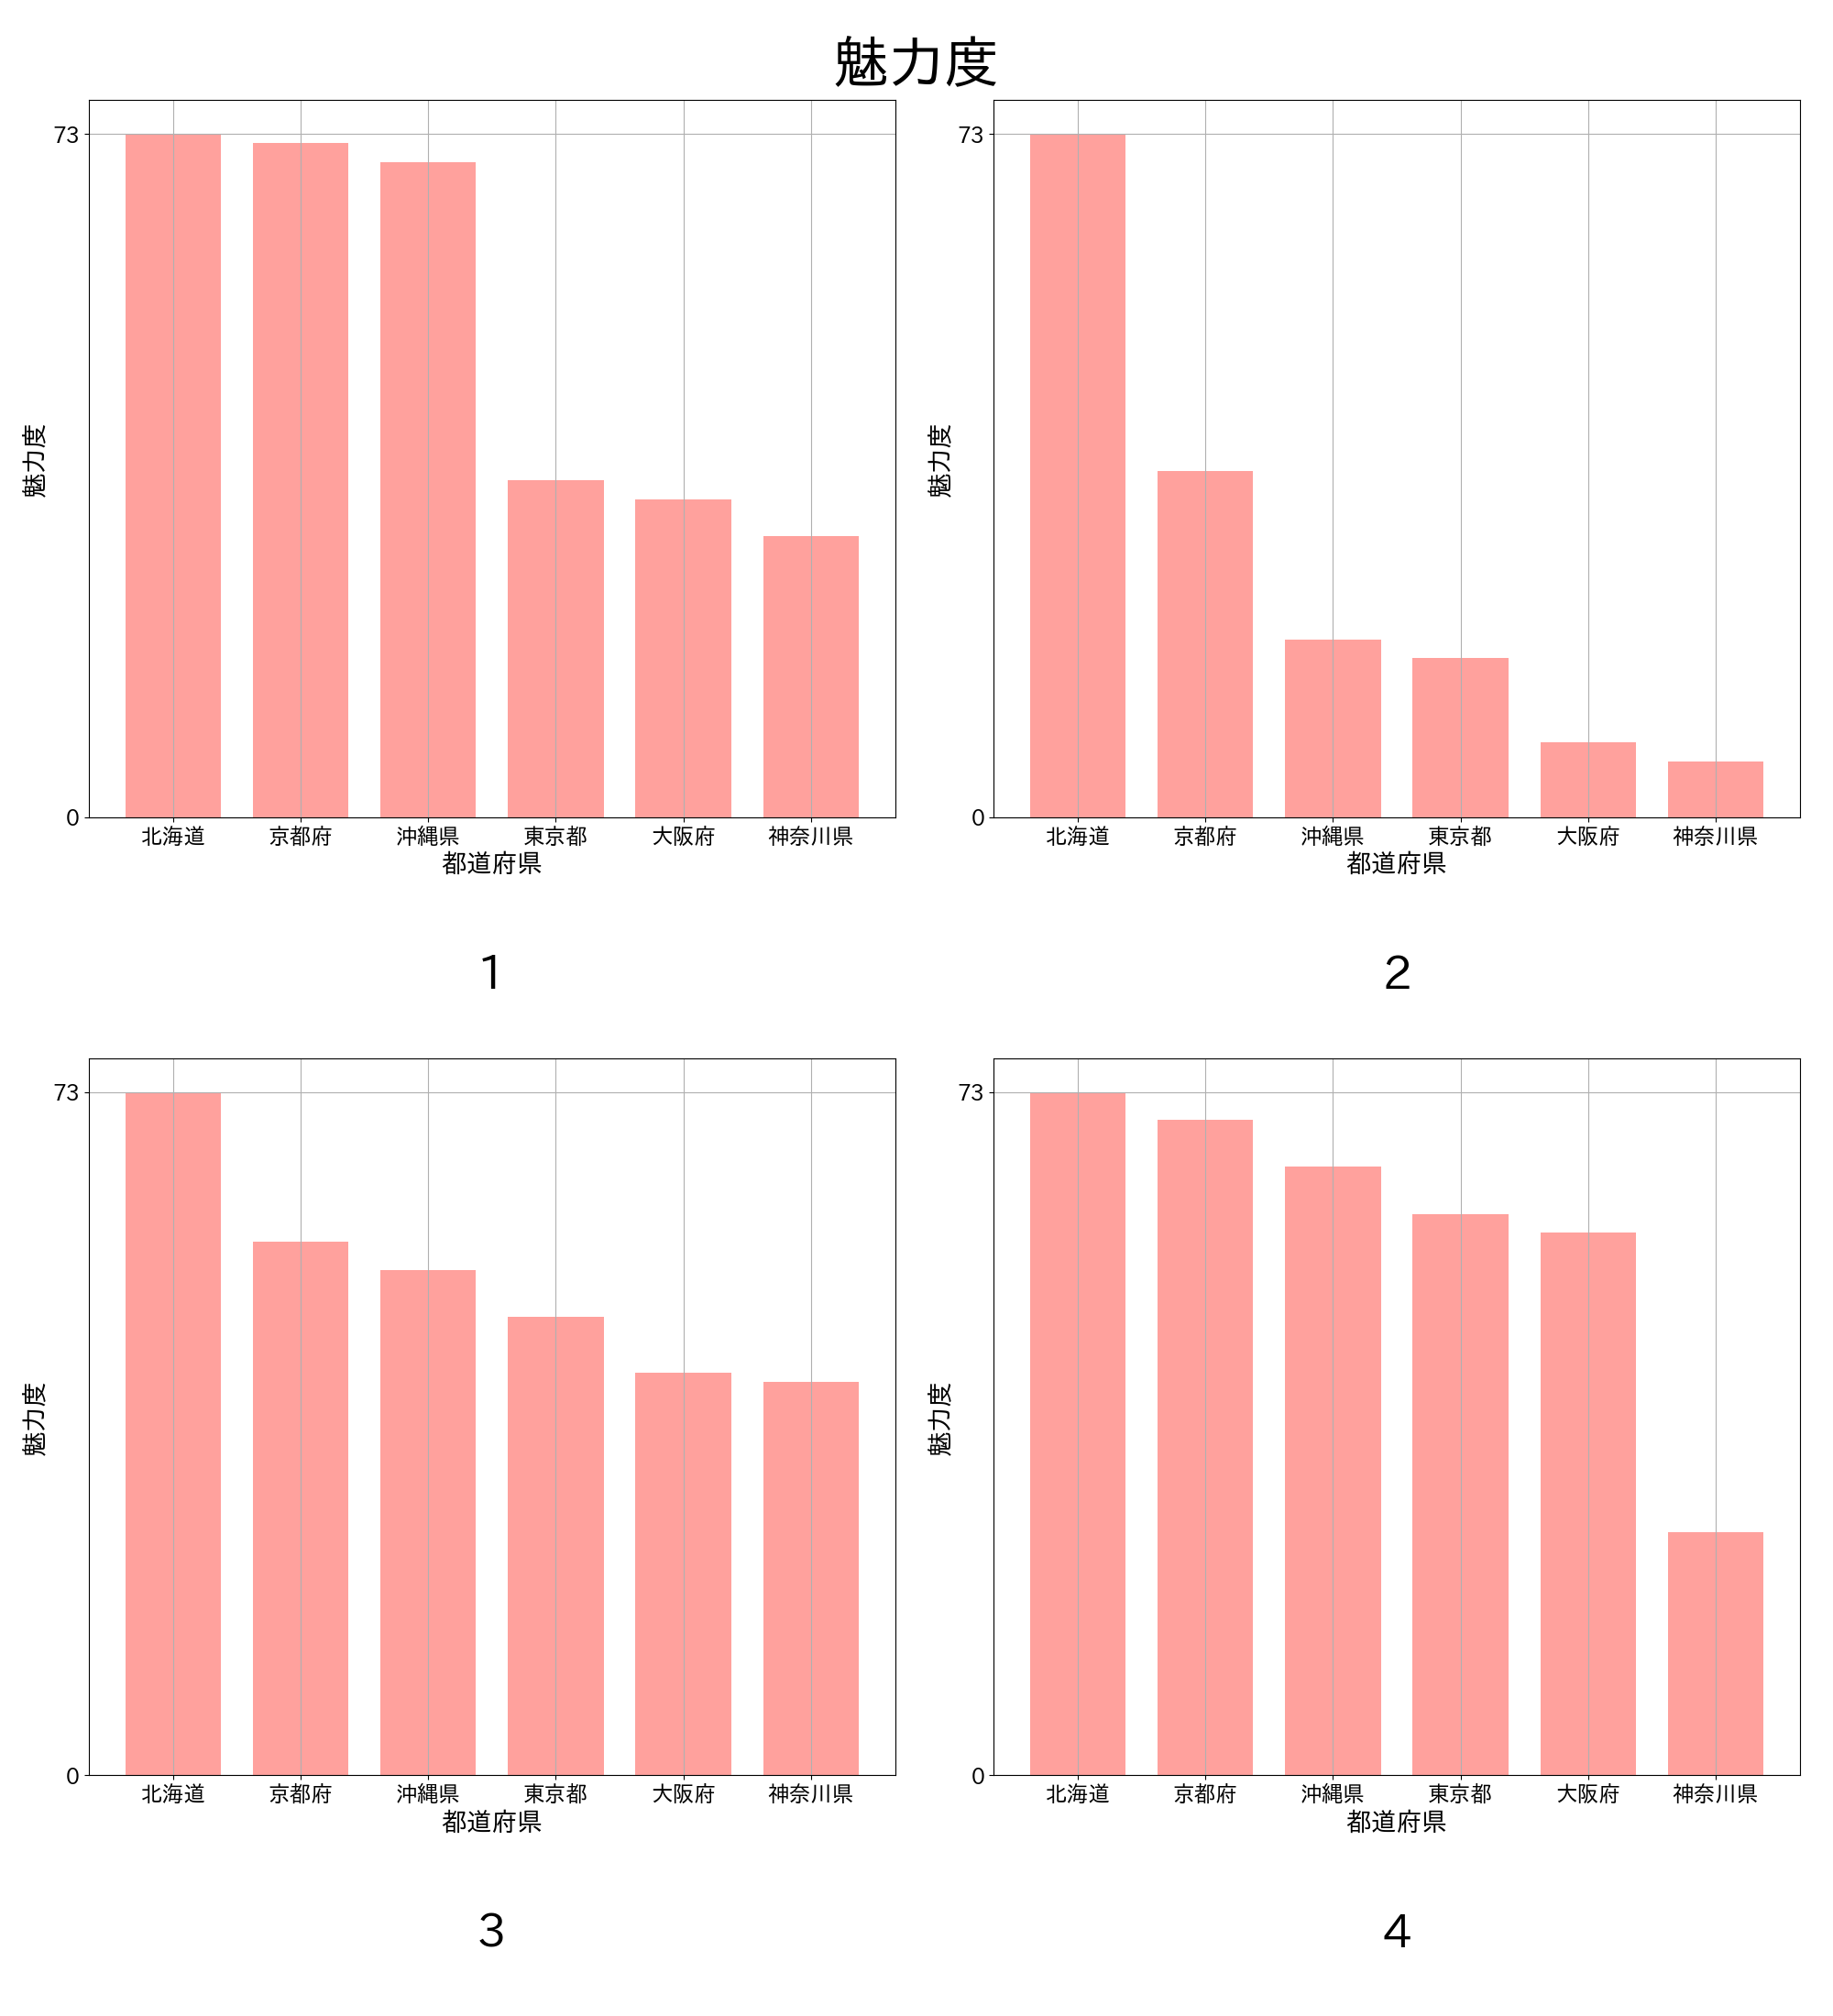 魅力度
73
0
魅力度
北海道 京都府 沖縄県 東京都 大阪府 神奈川県
都道府県
1
73
0
魅力度
北海道 京都府 沖縄県 東京都 大阪府 神奈川県
都道府県
2
73
0
魅力度
北海道 京都府 沖縄県 東京都 大阪府 神奈川県
都道府県
3
73
0
魅力度
北海道 京都府 沖縄県 東京都 大阪府 神奈川県
都道府県
4